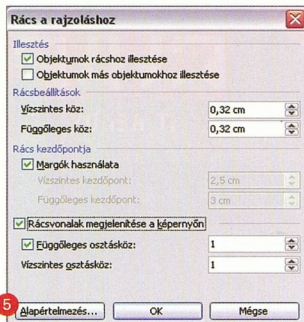 Rács a rajzoláshoz
Illesztés
Objektumok rácshoz illesztése
Objektumok más objektumokhoz illesztése
Rácsbeállítások
Vízszintes köz: 0,32 cm
Függőleges köz: 0,32 cm
Rács kezdőpontja
Margók használata
Vízszintes kezdőpont: 2,5 cm
Függőleges kezdőpont: 3 cm
Rácsvonalak megjelenítése a képernyőn
Függőleges osztásköz: 1
Vízszintes osztásköz: 1
5
Alapértelmezés... OK Mégse